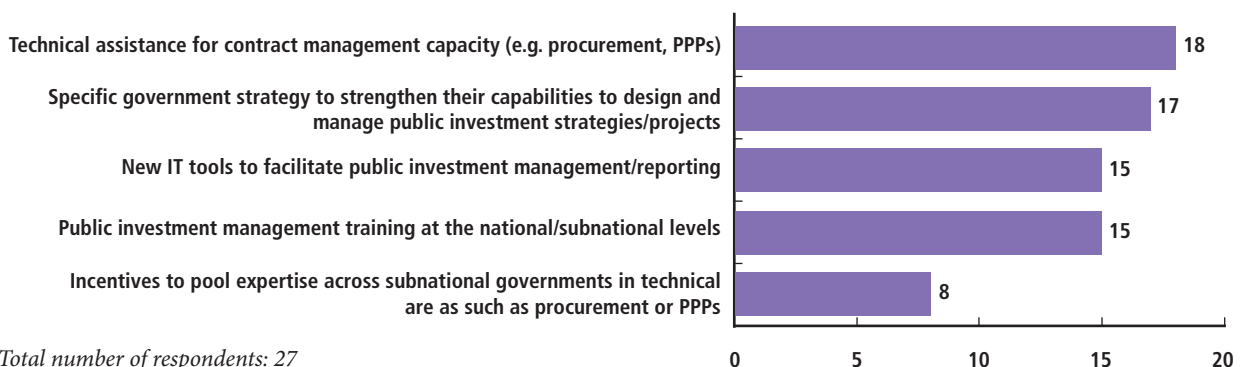 Technical assistance for contract management capacity (e.g. procurement, PPPs)
18
Specific government strategy to strengthen their capabilities to design and
manage public investment strategies/projects
17
New IT tools to facilitate public investment management/reporting
15
Public investment management training at the national/subnational levels
15
Incentives to pool expertise across subnational governments in technical
are as such as procurement or PPPs
8
Total number of respondents: 27
0 5 10 15 20